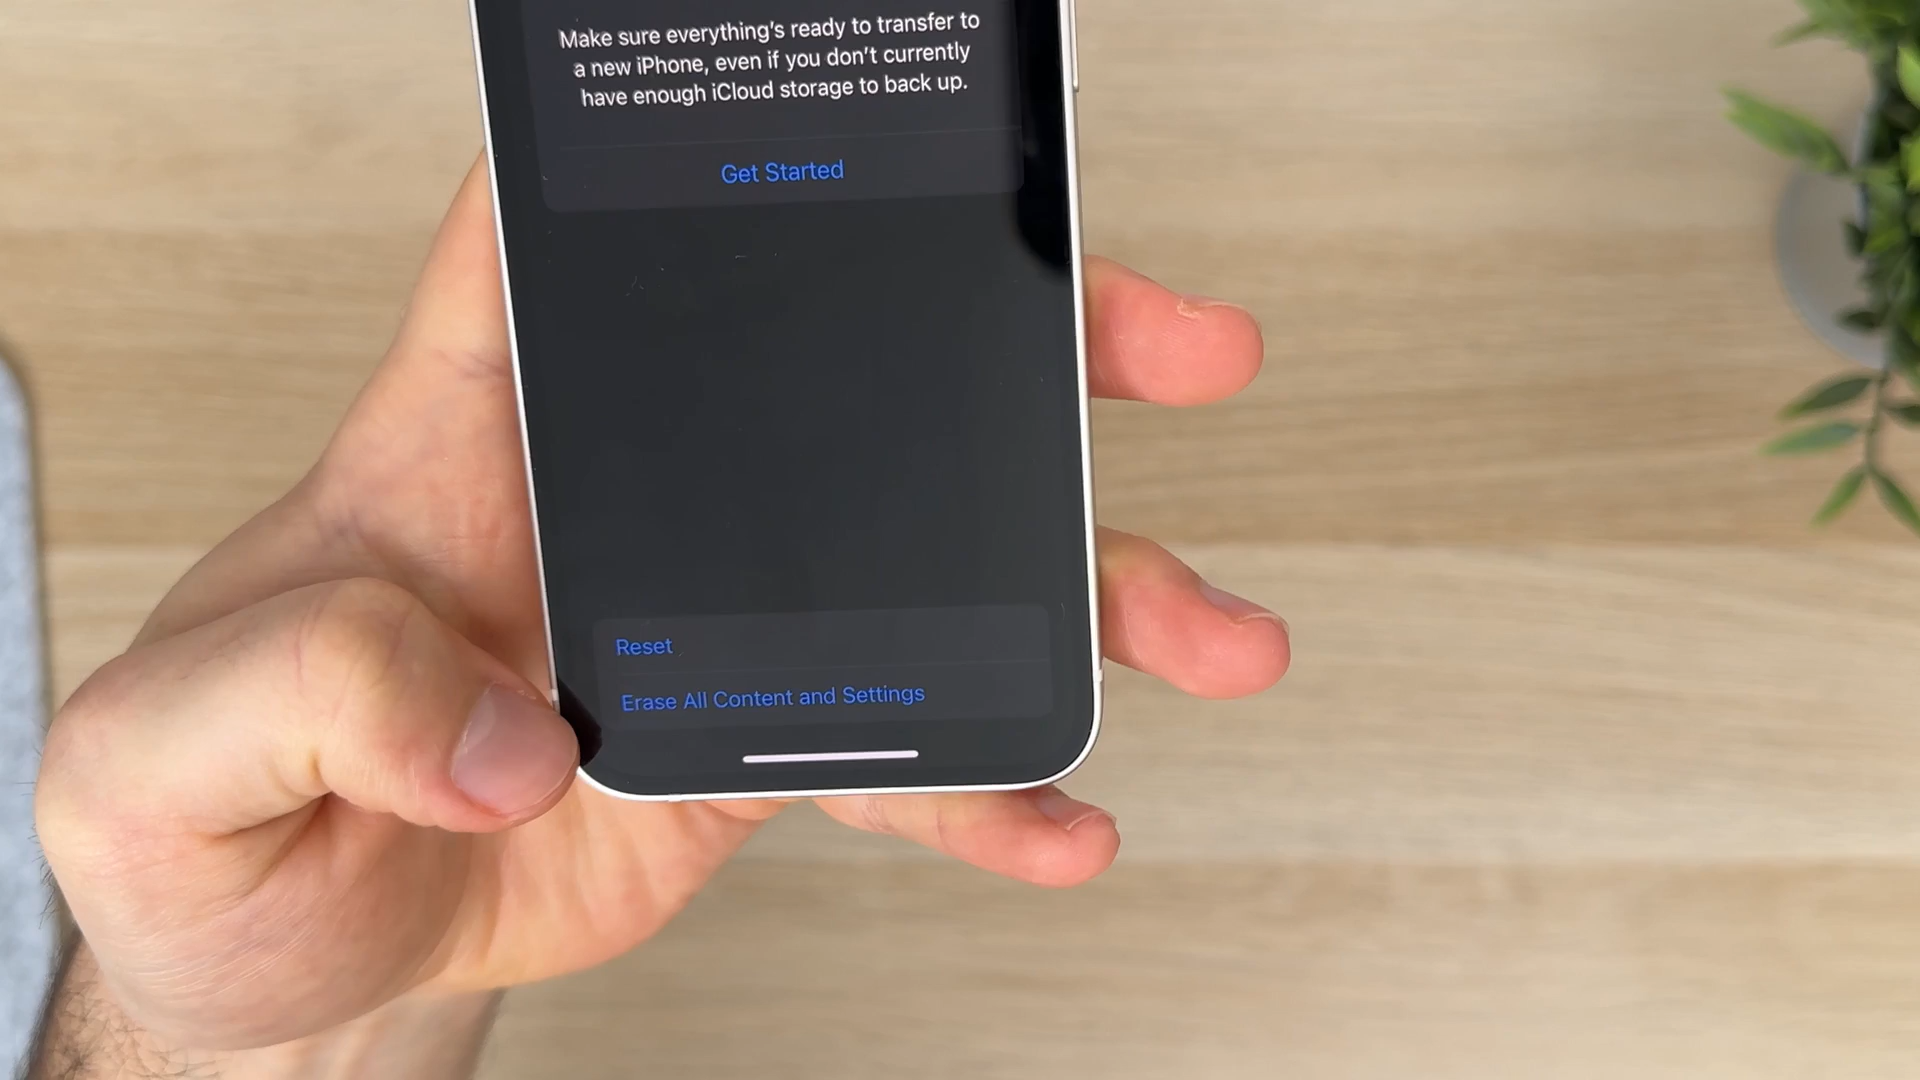 Make sure everything's ready to transfer to
a new iPhone, even if you don't currently
have enough iCloud storage to back up.
Get Started
Reset
Erase All Content and Settings